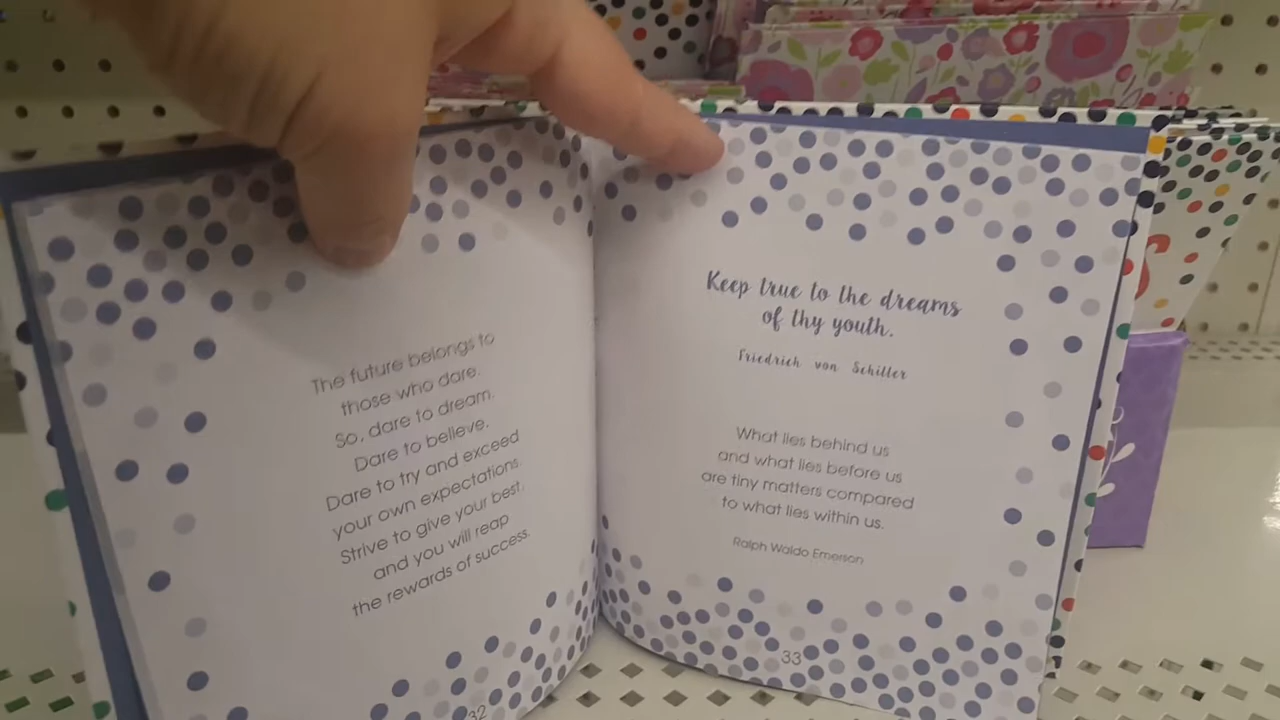 The future belongs to
those who dare.
So, dare to dream.
Dare to believe.
Dare to try and exceed
your own expectations.
Strive to give your best,
and you will reap
the rewards of success.
32
Keep true to the dreams
of thy youth.
Friedrich von Schiller
What lies behind us
and what lies before us
are tiny matters compared
to what lies within us.
Ralph Waldo Emerson
33